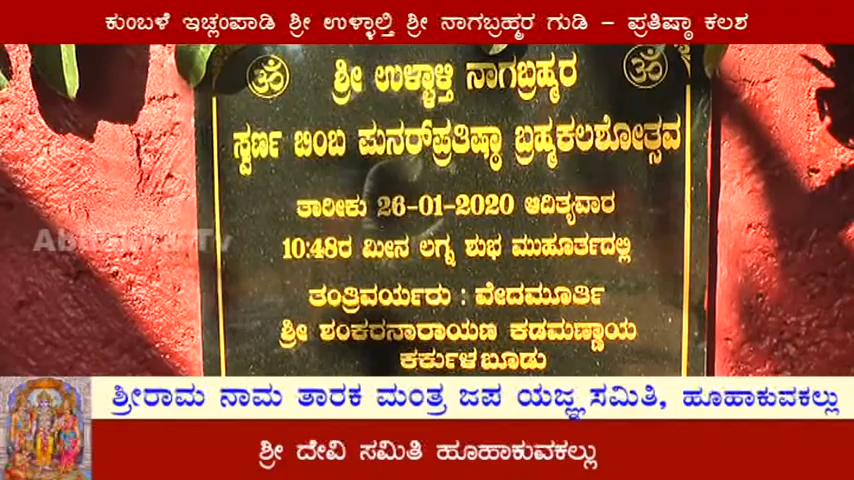 ಕುಂಬಳೆ ಇಚ್ಲಂಪಾಡಿ ಶ್ರೀ ಉಳ್ಳಾಲ್ತಿ ಶ್ರೀ ನಾಗಬ್ರಹ್ಮರ ಗುಡಿ - ಪ್ರತಿಷ್ಠಾ ಕಲಶ
ಶ್ರೀ ಉಳ್ಳಾಳ್ತಿ ನಾಗಬ್ರಹ್ಮರ
ಸ್ವರ್ಣ ಬಿಂಬ ಪುನರ್‌ಪ್ರತಿಷ್ಠಾ ಬ್ರಹ್ಮಕಲಶೋತ್ಸವ
ತಾರೀಕು 26-01-2020 ಆದಿತ್ಯವಾರ
10:48ರ ಮೀನ ಲಗ್ನ ಶುಭ ಮುಹೂರ್ತದಲ್ಲಿ
ತಂತ್ರಿವರ್ಯರು : ವೇದಮೂರ್ತಿ
ಶ್ರೀ ಶಂಕರನಾರಾಯಣ ಕಡಮಣ್ಣಾಯ
ಕರ್ಕುಳಬೂಡು
Tv
ಶ್ರೀರಾಮ ನಾಮ ತಾರಕ ಮಂತ್ರ ಜಪ ಯಜ್ಞ ಸಮಿತಿ, ಹೂಹಾಕುವಕಲ್ಲು
ಶ್ರೀ ದೇವಿ ಸಮಿತಿ ಹೂಹಾಕುವಕಲ್ಲು